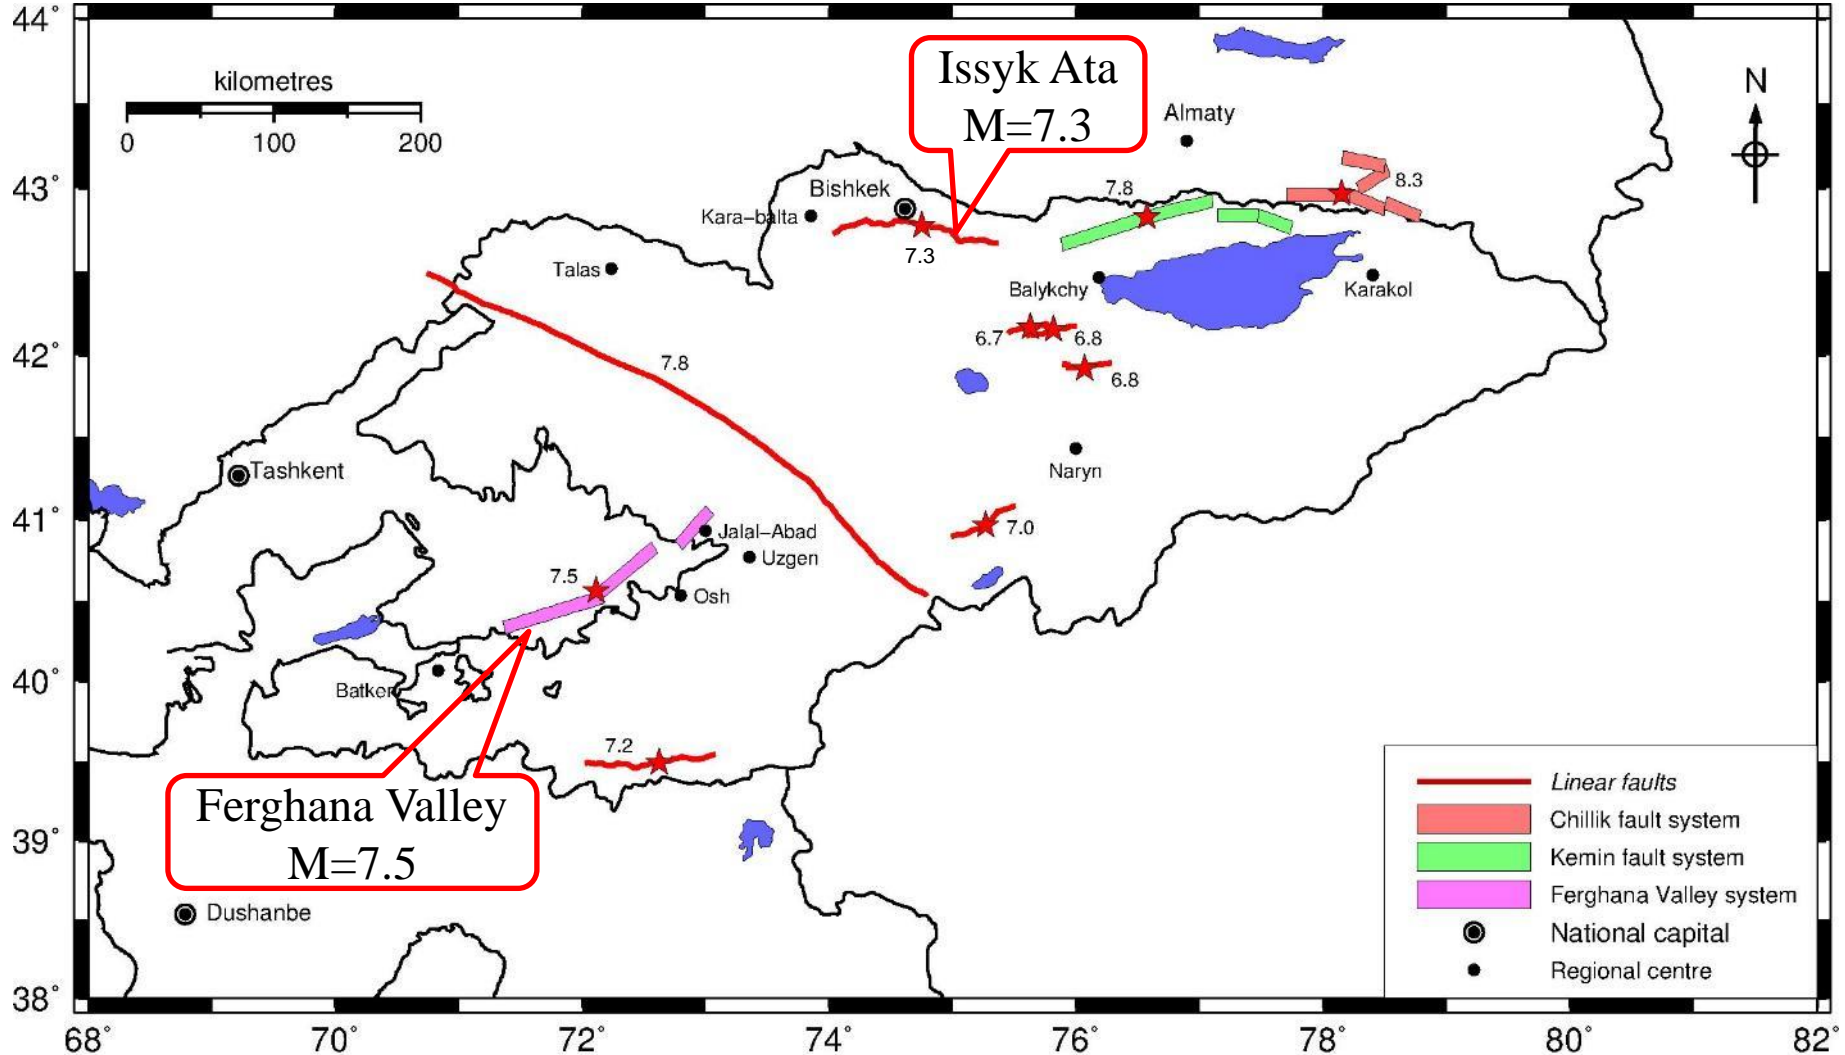 44°
43°
42°
41°
40°
39°
38°
68°
70°
72°
74°
76°
78°
80°
82°
kilometres
0 100 200
Issyk Ata
M=7.3
N
Almaty
Bishkek
Kara-balta
Talas
7.3
7.8
8.3
Balykchy
Karakol
6.7
6.8
6.8
7.8
Naryn
Tashkent
7.0
Jalal-Abad
Uzgen
7.5
Osh
Batken
7.2
Ferghana Valley
M=7.5
Dushanbe
Linear faults
Chillik fault system
Kemin fault system
Ferghana Valley system
National capital
Regional centre